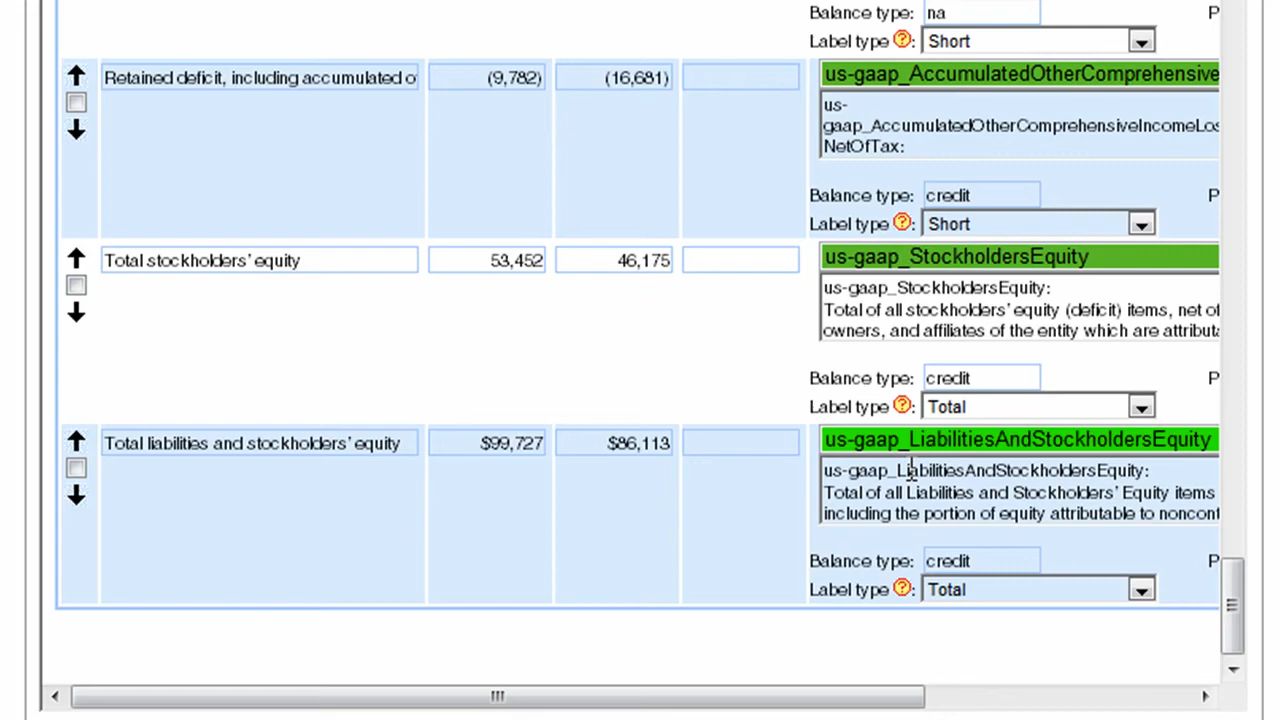 Balance type: na P
Label type ?: Short
Retained deficit, including accumulated o (9,782) (16,681) us-gaap_AccumulatedOtherComprehensive
us-
gaap_AccumulatedOtherComprehensiveIncomeLos
NetOfTax:
Balance type: credit P
Label type ?: Short
Total stockholders' equity 53,452 46,175 us-gaap_StockholdersEquity
us-gaap_StockholdersEquity:
Total of all stockholders' equity (deficit) items, net of
owners, and affiliates of the entity which are attributa
Balance type: credit P
Label type ?: Total
Total liabilities and stockholders' equity $99,727 $86,113 us-gaap_LiabilitiesAndStockholdersEquity
us-gaap_LiabilitiesAndStockholdersEquity:
Total of all Liabilities and Stockholders' Equity items
including the portion of equity attributable to noncont
Balance type: credit P
Label type ?: Total